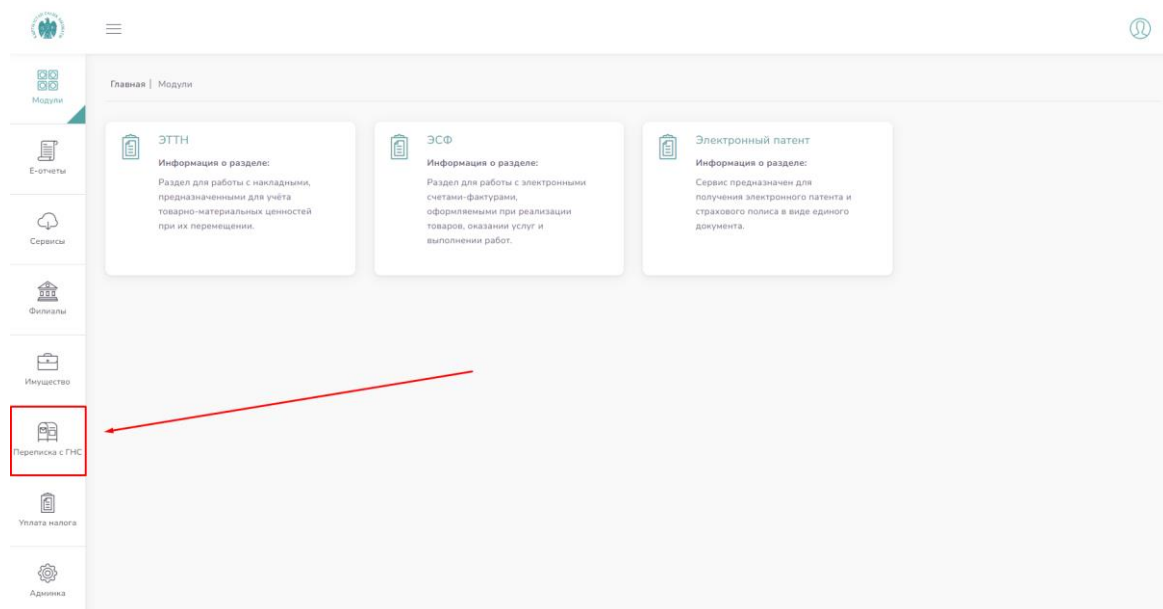 Главная | Модули
Модули
Е-отчеты
Сервисы
Филиалы
Имущество
Переписка с ГНС
Уплата налога
Админка
ЭТТН
Информация о разделе:
Раздел для работы с накладными,
предназначенными для учёта
товарно-материальных ценностей
при их перемещении.
ЭСФ
Информация о разделе:
Раздел для работы с электронными
счетами-фактурами,
оформляемыми при реализации
товаров, оказании услуг и
выполнении работ.
Электронный патент
Информация о разделе:
Сервис предназначен для
получения электронного патента и
страхового полиса в виде единого
документа.